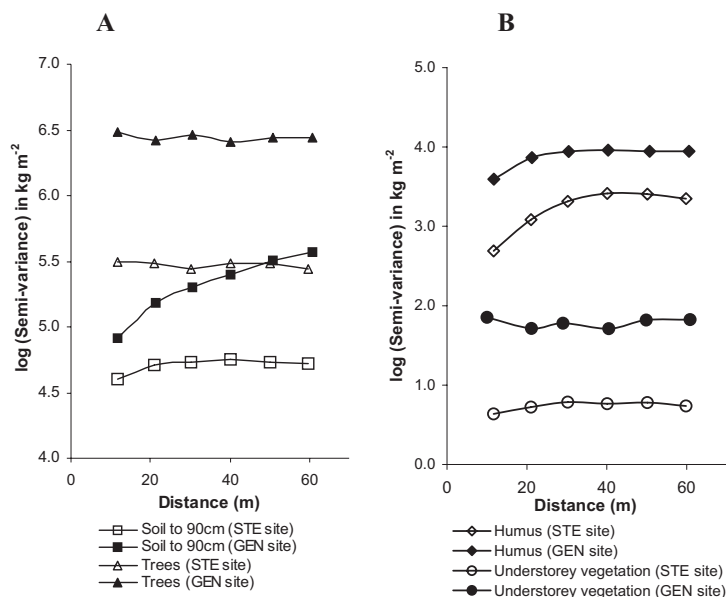 A
log (Semi-variance) in kg m-2
7.0
6.5
6.0
5.5
5.0
4.5
4.0
0 20 40 60
Distance (m)
Soil to 90cm (STE site)
Soil to 90cm (GEN site)
Trees (STE site)
Trees (GEN site)
B
log (Semi-variance) in kg m-2
5.0
4.0
3.0
2.0
1.0
0.0
0 20 40 60
Distance (m)
Humus (STE site)
Humus (GEN site)
Understorey vegetation (STE site)
Understorey vegetation (GEN site)